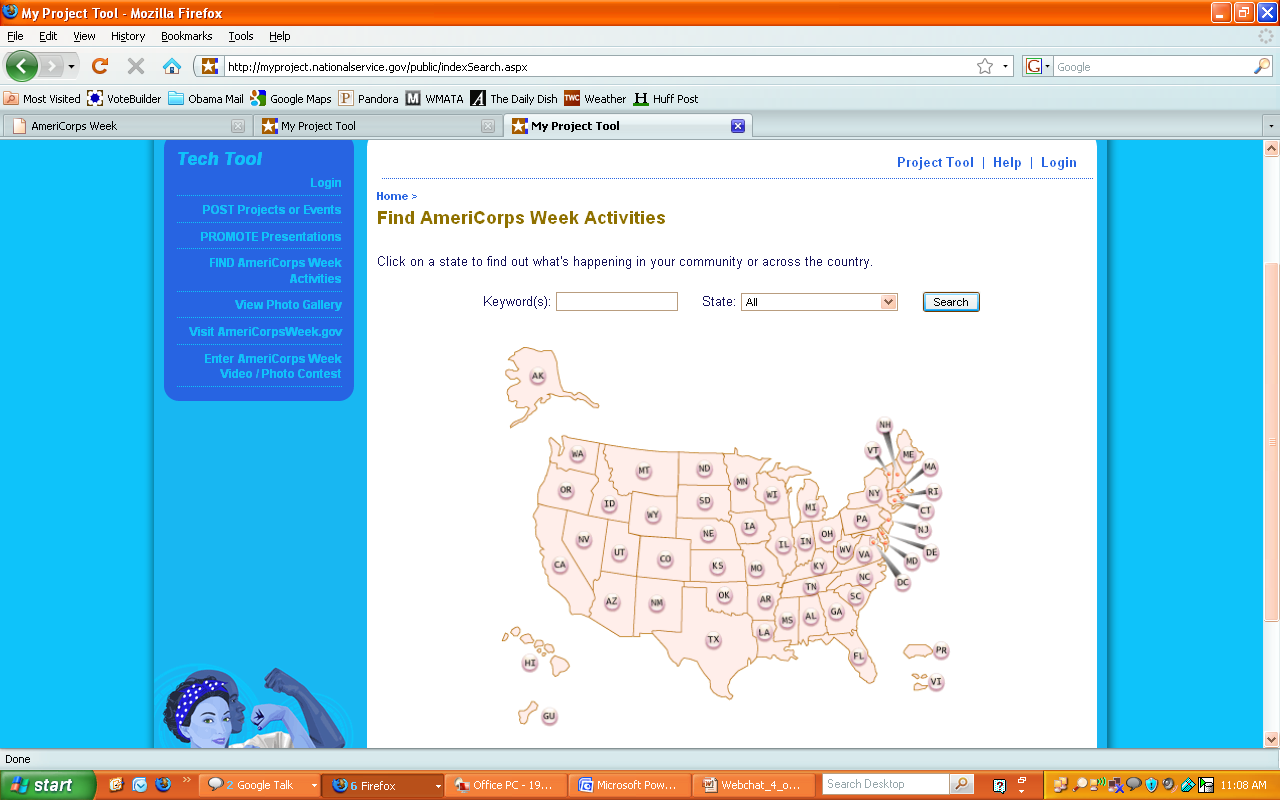 My Project Tool - Mozilla Firefox
File Edit View History Bookmarks Tools Help
http://myproject.nationalservice.gov/public/indexSearch.aspx
G Google
Most Visited VoteBuilder Obama Mail Google Maps P Pandora M WMATA A The Daily Dish TWC Weather H Huff Post
AmeriCorps Week My Project Tool My Project Tool
Tech Tool
Login
POST Projects or Events
PROMOTE Presentations
FIND AmeriCorps Week
Activities
View Photo Gallery
Visit AmeriCorpsWeek.gov
Enter AmeriCorps Week
Video / Photo Contest
Project Tool | Help | Login
Home >
Find AmeriCorps Week Activities
Click on a state to find out what's happening in your community or across the country.
Keyword(s): State: All Search
AK
NH
VT ME
WA MT ND MN MA
OR ID SD WI NY RI
WY MI CT
NV NE IA PA NJ
UT CO IL IN OH WV VA DE
CA KS MO KY MD
AZ NM OK AR TN NC DC
SC
TX LA MS AL GA
HI FL PR
VI
GU
Done
start 2 Google Talk 6 Firefox Office PC - 19... Microsoft Pow... Webchat_4_o... Search Desktop 11:08 AM